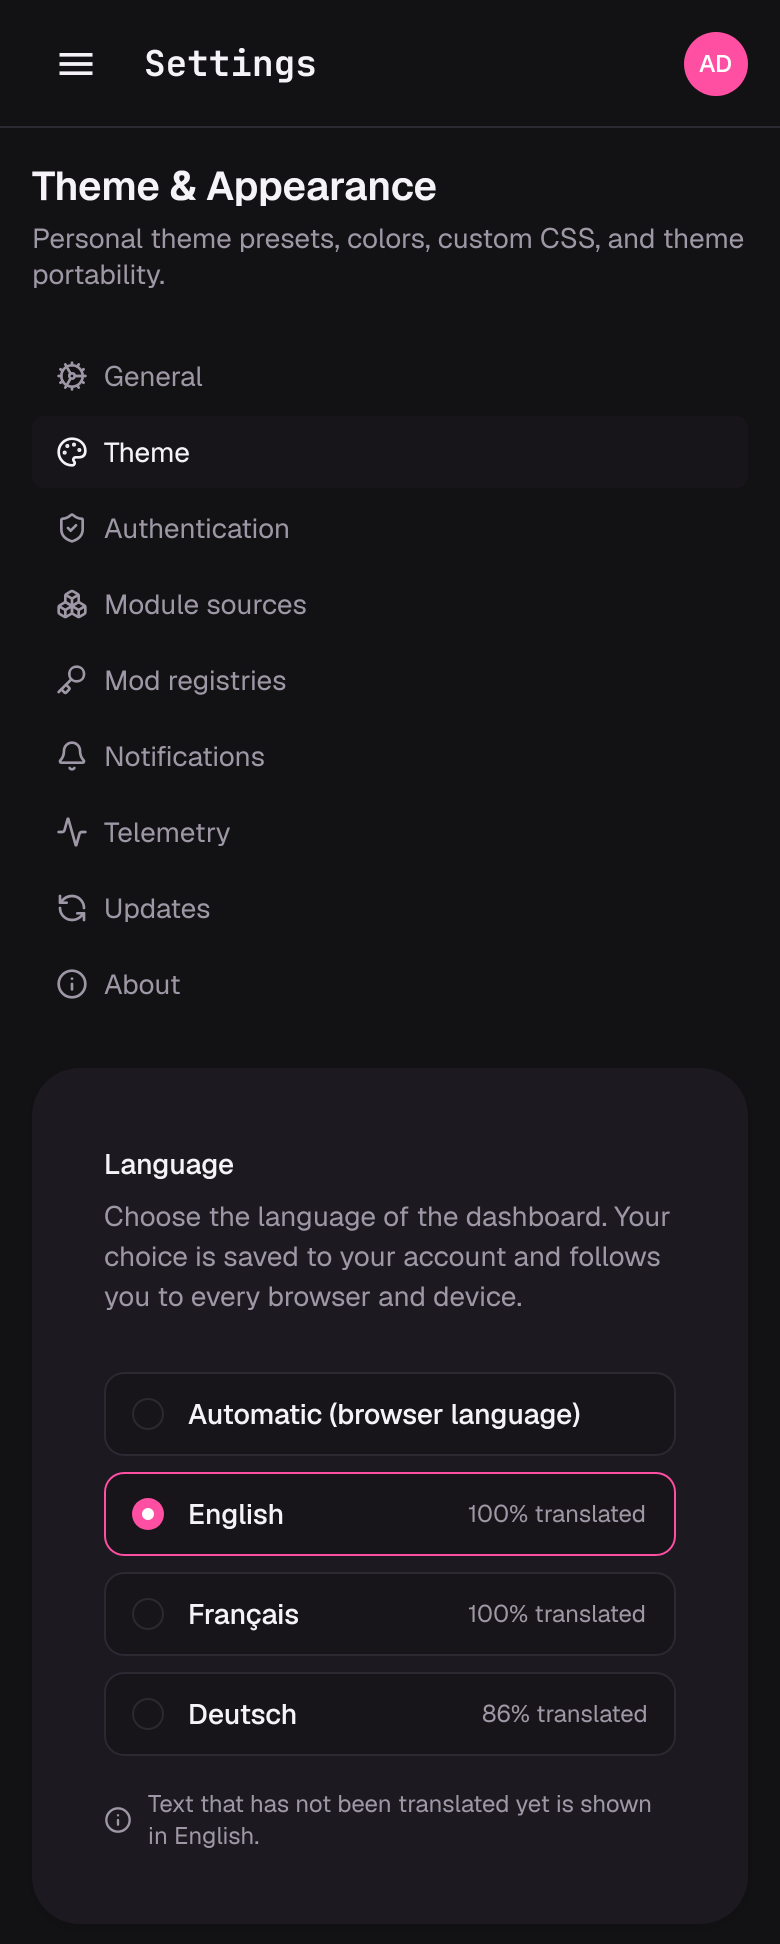 Settings
AD
Theme & Appearance
Personal theme presets, colors, custom CSS, and theme
portability.
General
Theme
Authentication
Module sources
Mod registries
Notifications
Telemetry
Updates
About
Language
Choose the language of the dashboard. Your
choice is saved to your account and follows
you to every browser and device.
Automatic (browser language)
English 100% translated
Français 100% translated
Deutsch 86% translated
Text that has not been translated yet is shown
in English.